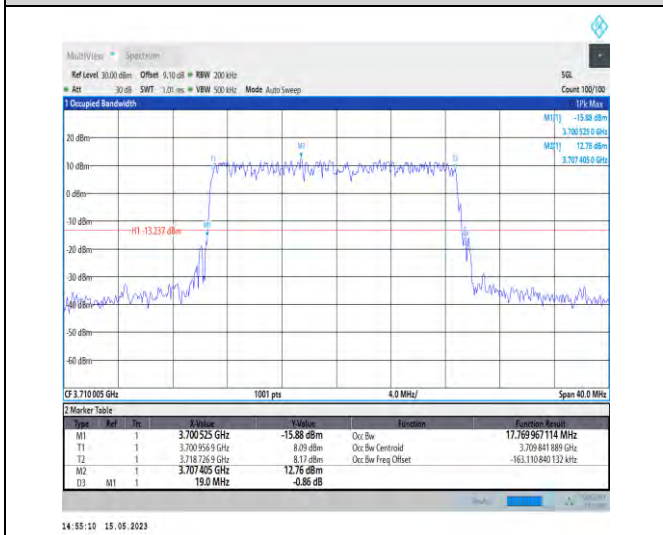 MultiView Spectrum
Ref Level 30.00 dBm Offset 9.10 dB RBW 200 kHz SGL
Att 30 dB SWT 1.01 ms VBW 500 kHz Mode Auto Sweep Count 100/100
1 Occupied Bandwidth 1Pk Max
M1[1] -15.88 dBm
3.700 525 0 GHz
M2[1] 12.76 dBm
3.707 405 0 GHz
20 dBm
10 dBm
0 dBm
-10 dBm
-20 dBm
-30 dBm
-40 dBm
-50 dBm
-60 dBm
T1
M2
T2
M1
H1 -13.237 dBm
CF 3.710 005 GHz 1001 pts 4.0 MHz/ Span 40.0 MHz
2 Marker Table
Type Ref Trc X-Value Y-Value Function Function Result
M1 1 3.700 525 GHz -15.88 dBm Occ Bw 17.769 967 114 MHz
T1 1 3.700 956 9 GHz 8.09 dBm Occ Bw Centroid 3.709 841 889 GHz
T2 1 3.718 726 9 GHz 8.17 dBm Occ Bw Freq Offset -163.110 840 132 kHz
M2 1 3.707 405 GHz 12.76 dBm
D3 M1 1 19.0 MHz -0.86 dB
14:55:10 15.05.2023